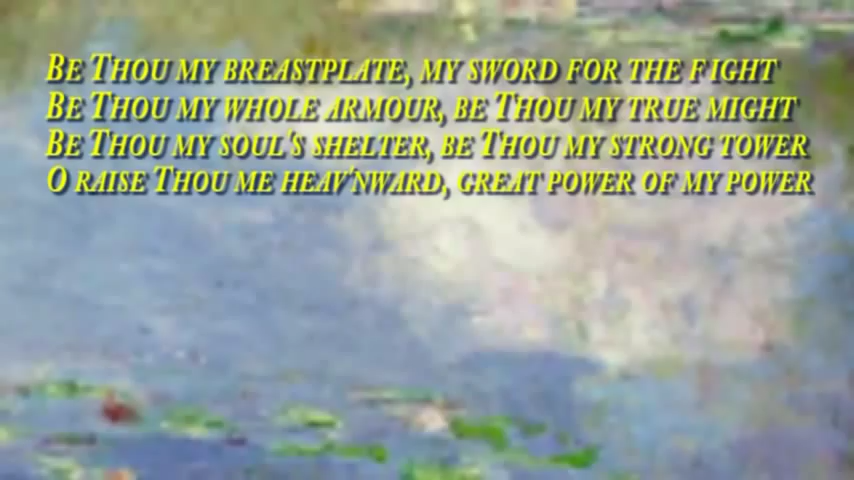 Be Thou my breastplate, my sword for the fight
Be Thou my whole armour, be Thou my true might
Be Thou my soul's shelter, be Thou my strong tower
O raise Thou me heav'nward, great power of my power